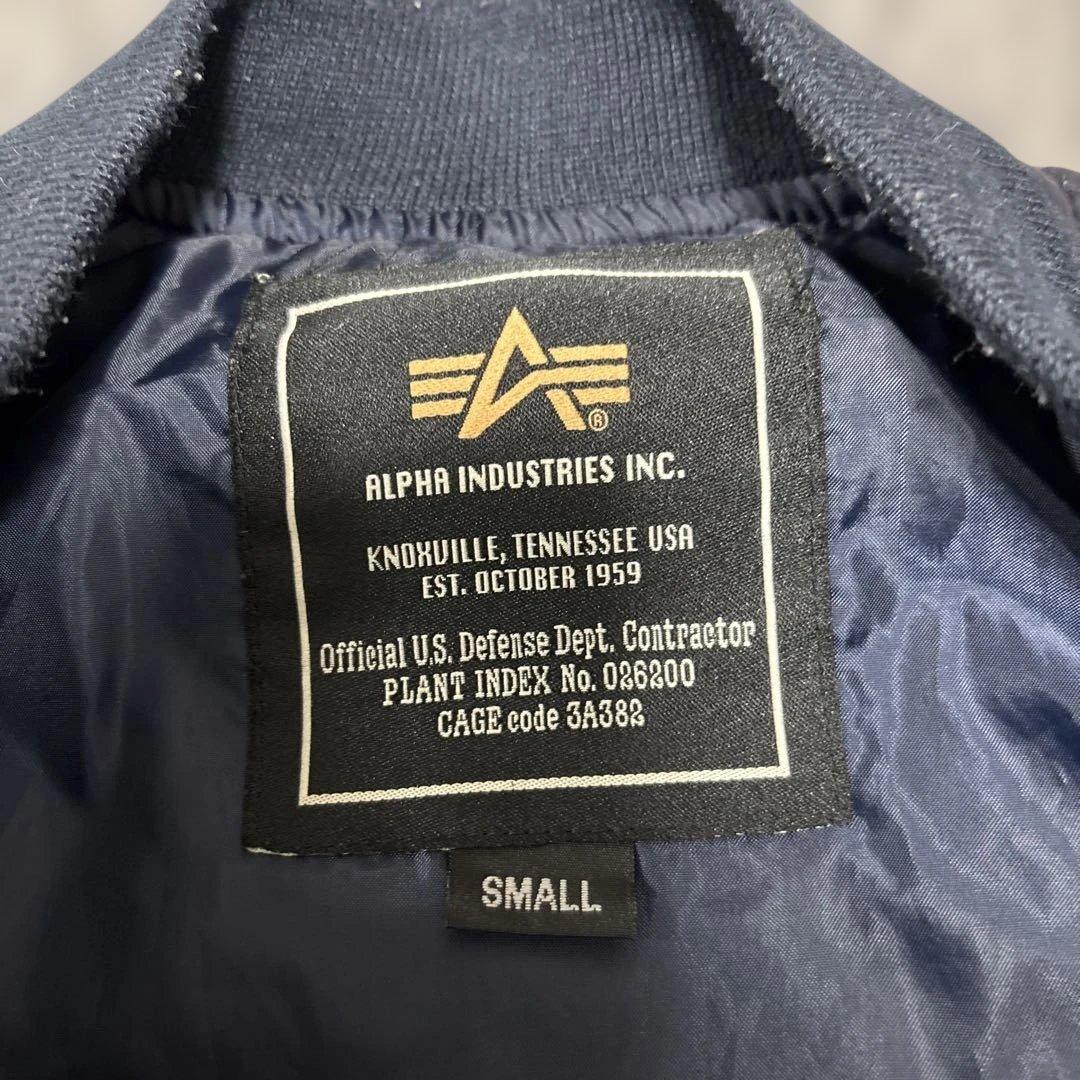 ®
ALPHA INDUSTRIES INC.
KNOXVILLE, TENNESSEE USA
EST. OCTOBER 1959
Official U.S. Defense Dept. Contractor
PLANT INDEX No. 026200
CAGE code 3A382
SMALL